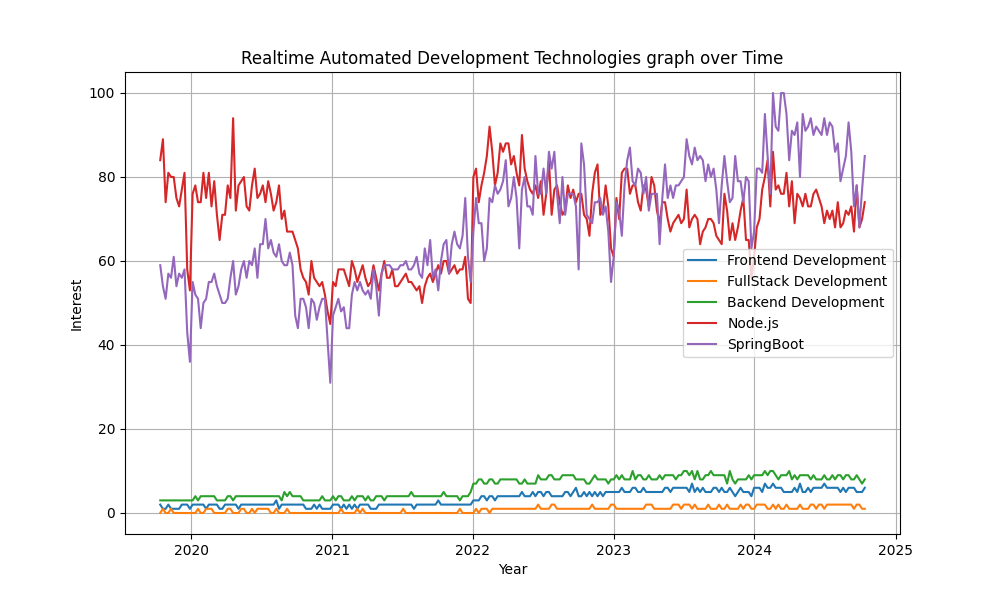 Realtime Automated Development Technologies graph over Time
100
80
60
40
20
0
Interest
Frontend Development
FullStack Development
Backend Development
Node.js
SpringBoot
2020
2021
2022
2023
2024
2025
Year